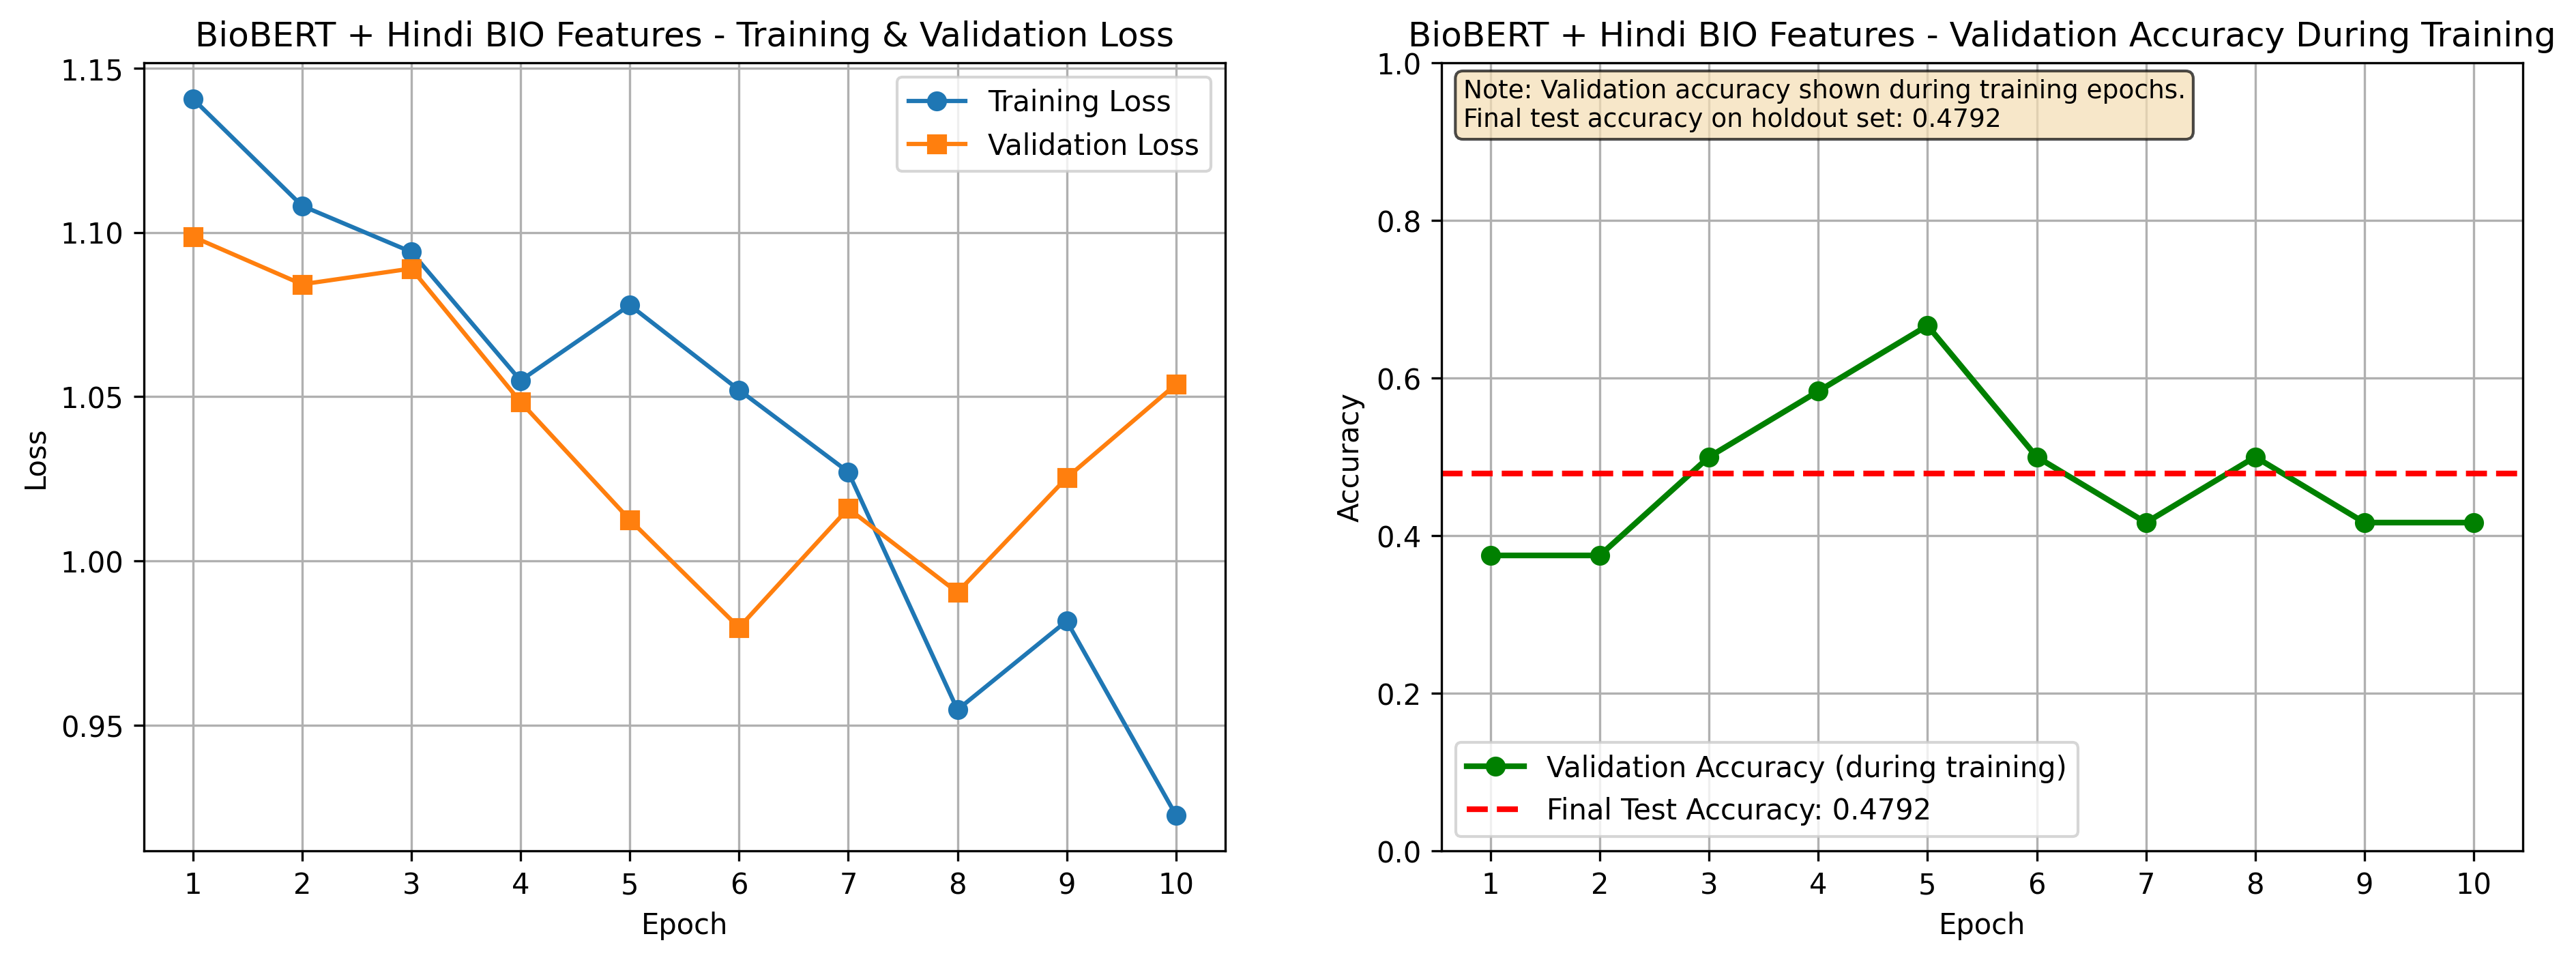 BioBERT + Hindi BIO Features - Training & Validation Loss
1.15
1.10
1.05
1.00
0.95
Loss
Training Loss
Validation Loss
1 2 3 4 5 6 7 8 9 10
Epoch
BioBERT + Hindi BIO Features - Validation Accuracy During Training
1.0
0.8
0.6
0.4
0.2
0.0
Accuracy
Note: Validation accuracy shown during training epochs.
Final test accuracy on holdout set: 0.4792
Validation Accuracy (during training)
Final Test Accuracy: 0.4792
1 2 3 4 5 6 7 8 9 10
Epoch